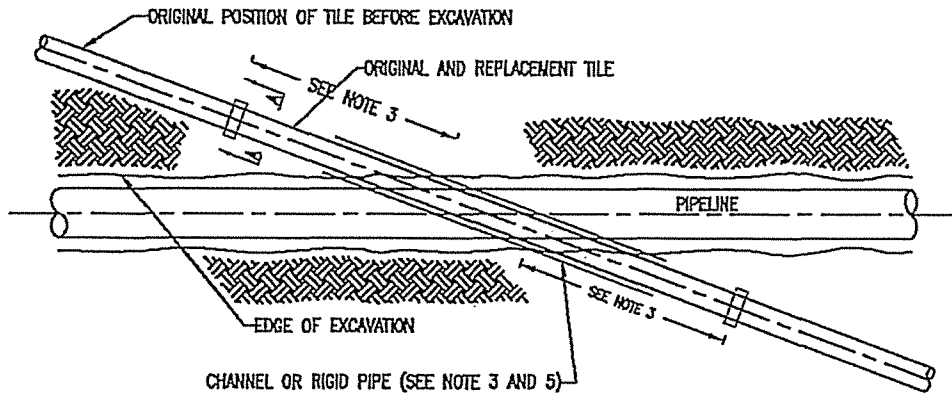 ORIGINAL POSITION OF TILE BEFORE EXCAVATION
SEE NOTE 3
ORIGINAL AND REPLACEMENT TILE
A
A
PIPELINE
SEE NOTE 3
EDGE OF EXCAVATION
CHANNEL OR RIGID PIPE (SEE NOTE 3 AND 5)